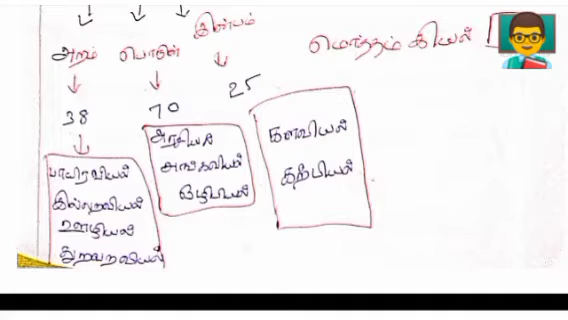 அறம் பொருள் இன்பம்
38 70 25
மொத்தம் இயல்
பாயிரவியல்
இல்லறவியல்
ஊழியல்
துறவறவியல்
அரசியல்
அங்கவியல்
ஒழிபியல்
களவியல்
கற்பியல்